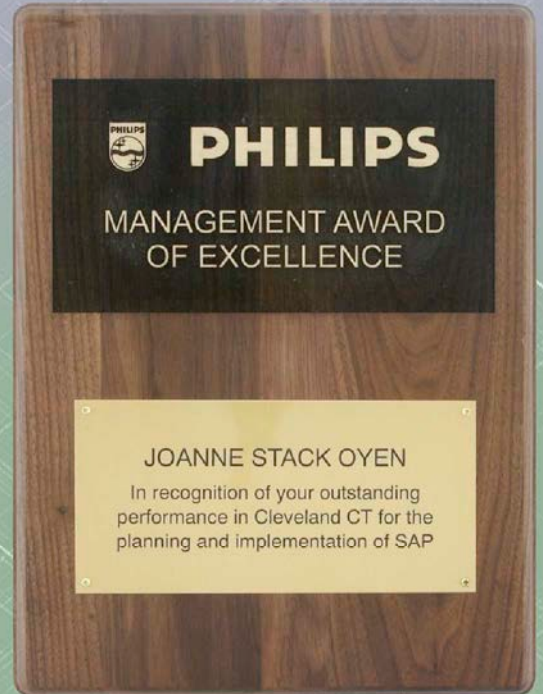 PHILIPS
PHILIPS
MANAGEMENT AWARD
OF EXCELLENCE
JOANNE STACK OYEN
In recognition of your outstanding
performance in Cleveland CT for the
planning and implementation of SAP